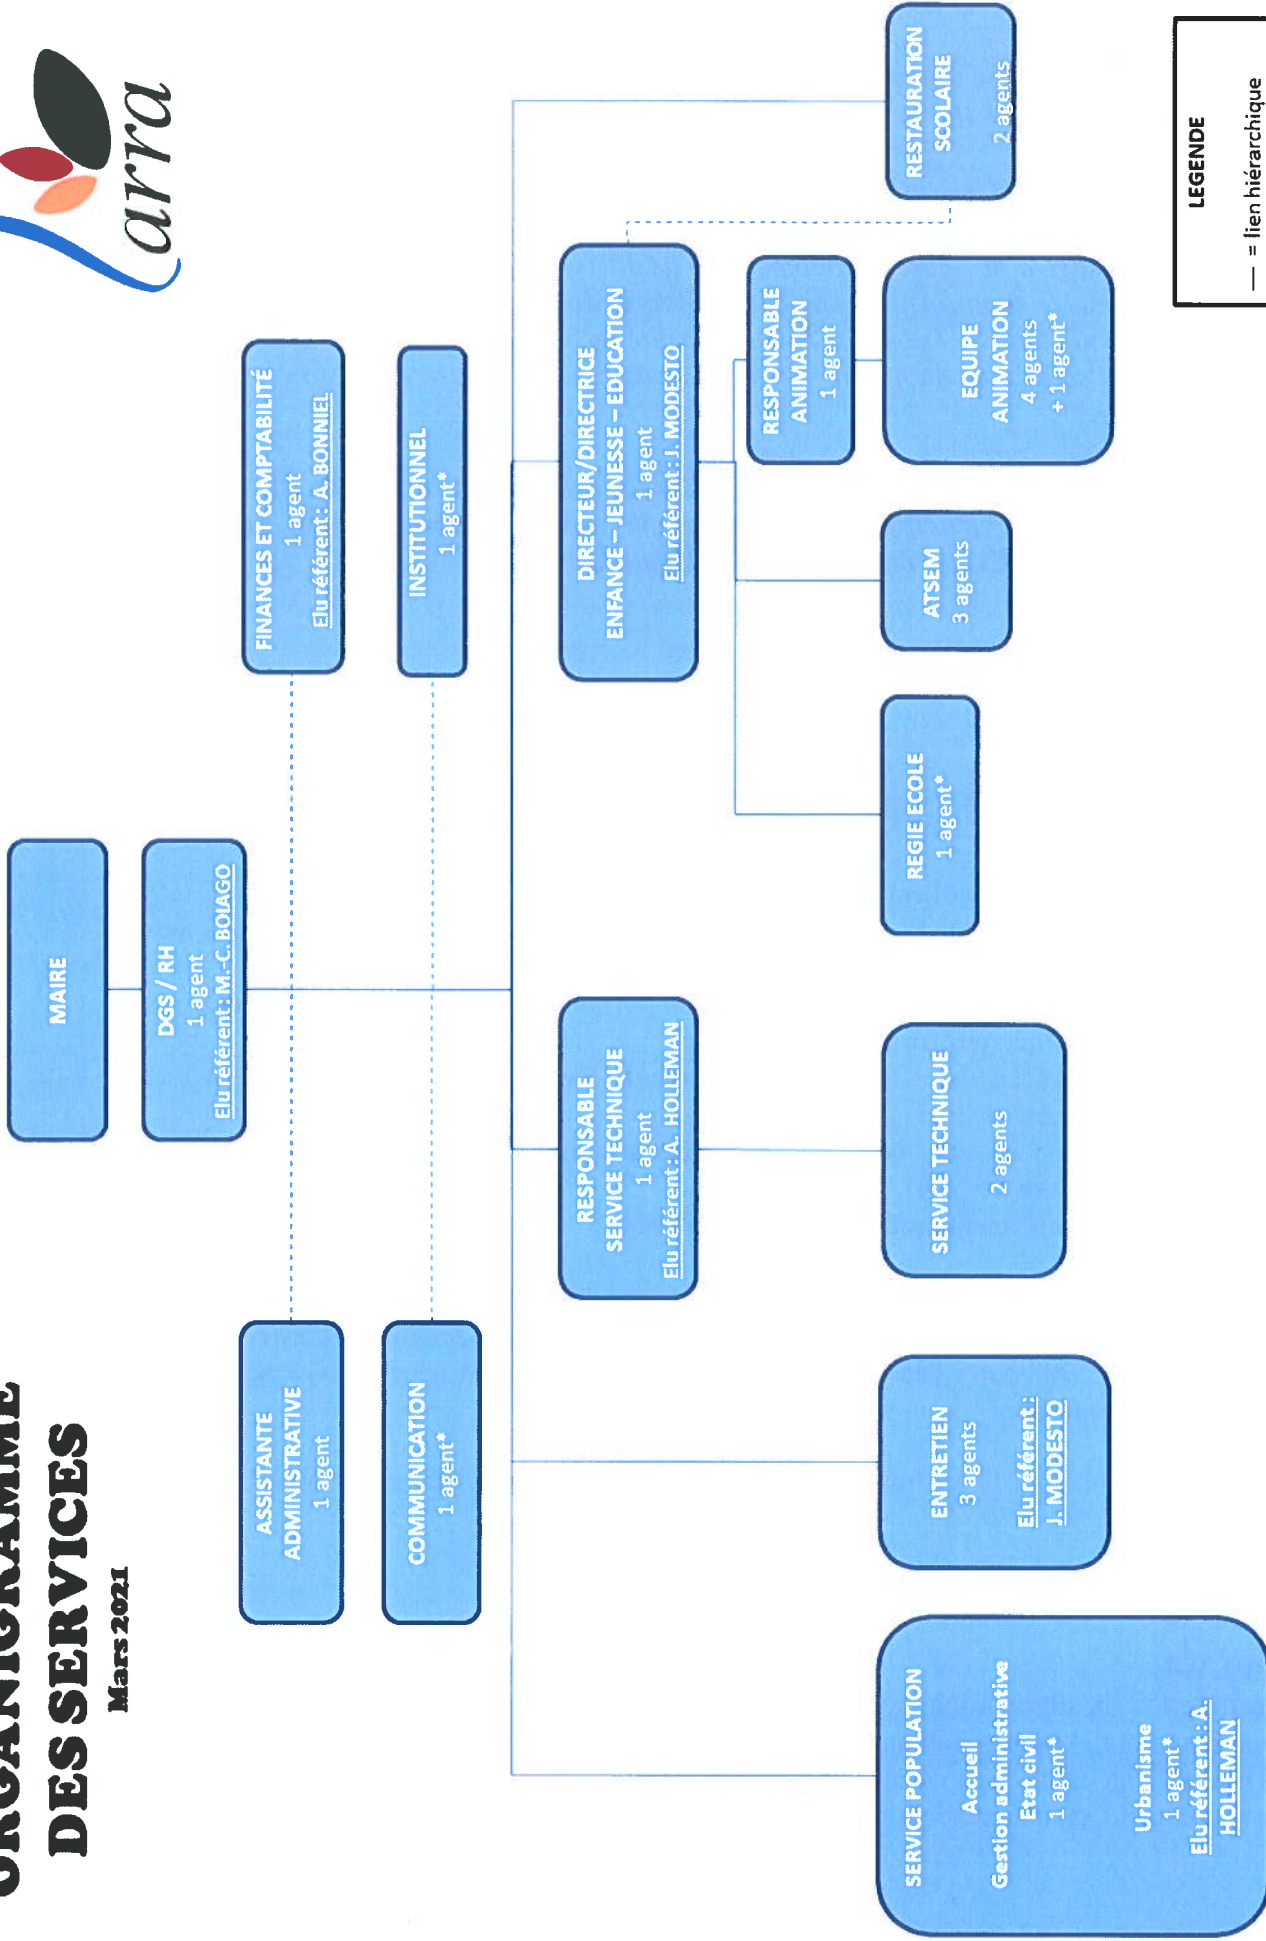 ORGANIGRAMME
DES SERVICES
Mars 2021
Larra
MAIRE
DGS / RH
1 agent
Elu référent : M.-C. BOIAGO
ASSISTANTE
ADMINISTRATIVE
1 agent
FINANCES ET COMPTABILITÉ
1 agent
Elu référent : A. BONNIEL
COMMUNICATION
1 agent*
INSTITUTIONNEL
1 agent*
RESPONSABLE
SERVICE TECHNIQUE
1 agent
Elu référent : A. HOLLEMAN
DIRECTEUR/DIRECTRICE
ENFANCE – JEUNESSE – EDUCATION
1 agent
Elu référent : J. MODESTO
RESPONSABLE
ANIMATION
1 agent
SERVICE POPULATION
Accueil
Gestion administrative
Etat civil
1 agent*
Urbanisme
1 agent*
Elu référent : A.
HOLLEMAN
ENTRETIEN
3 agents
Elu référent :
J. MODESTO
SERVICE TECHNIQUE
2 agents
REGIE ECOLE
1 agent*
ATSEM
3 agents
EQUIPE
ANIMATION
4 agents
+ 1 agent*
RESTAURATION
SCOLAIRE
2 agents
LEGENDE
— = lien hiérarchique